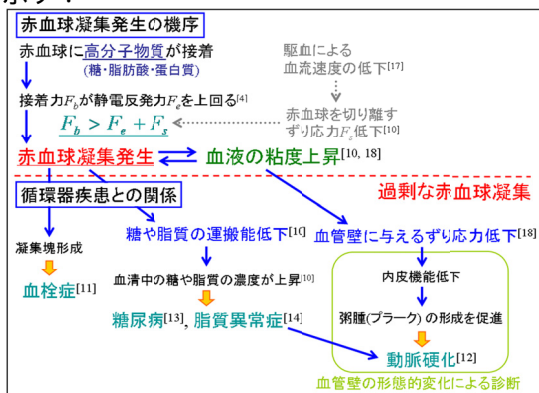 赤血球凝集発生の機序
赤血球に高分子物質が接着
(糖・脂肪酸・蛋白質)
駆血による
血流速度の低下[17]
接着力Fbが静電反発力Feを上回る[4]
Fb > Fe + Fs
赤血球を切り離す
ずり応力Fs低下[10]
赤血球凝集発生
血液の粘度上昇[10, 18]
過剰な赤血球凝集
循環器疾患との関係
糖や脂質の運搬能低下[10]
血管壁に与えるずり応力低下[18]
凝集塊形成
血栓症[11]
血清中の糖や脂質の濃度が上昇[10]
糖尿病[13], 脂質異常症[14]
内皮機能低下
粥腫(プラーク) の形成を促進
動脈硬化[12]
血管壁の形態的変化による診断